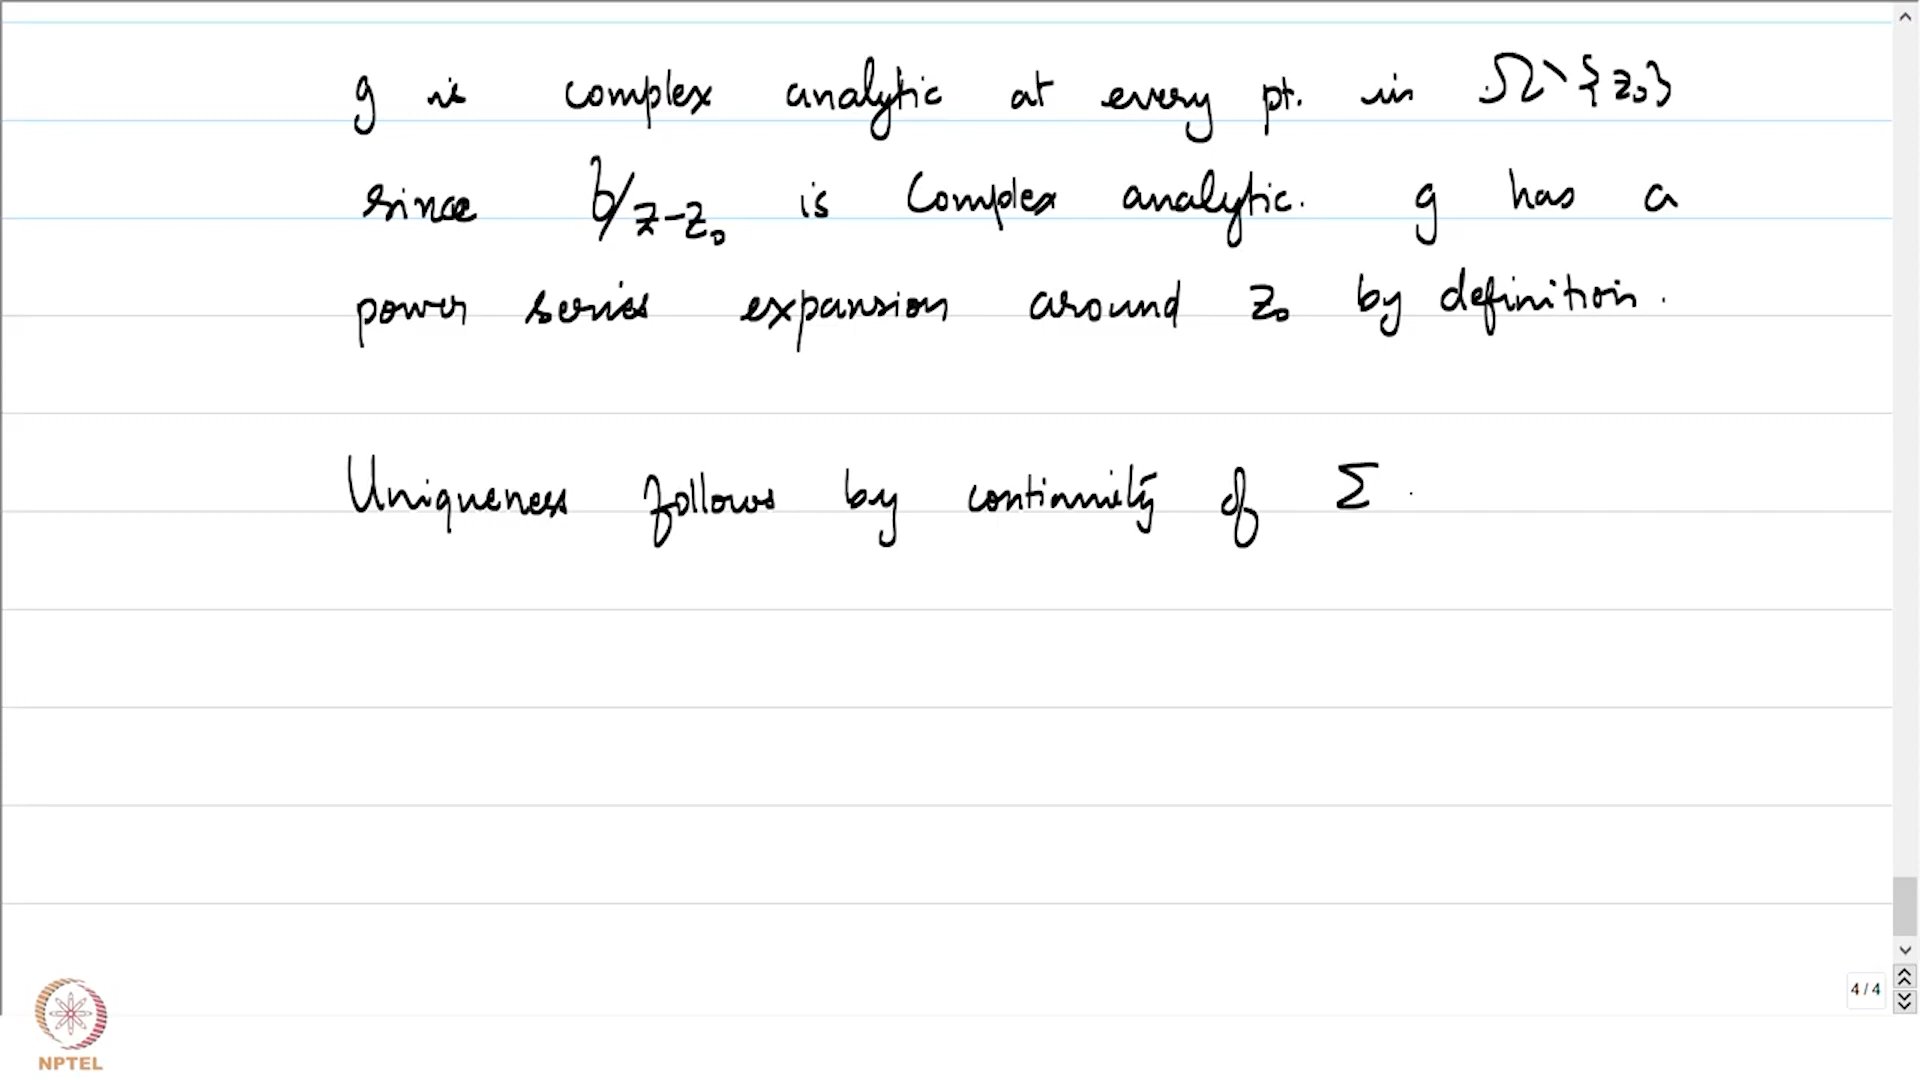 g is complex analytic at every pt. in Ω∖{z₀}
since b/z-z₀ is Complex analytic. g has a
power series expansion around z₀ by definition.
Uniqueness follows by continuity of Σ.
4 / 4
NPTEL